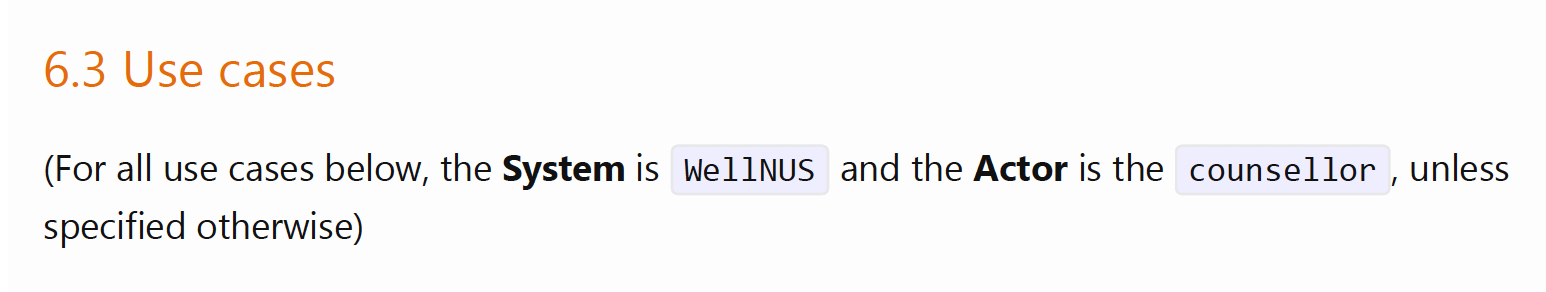 6.3 Use cases
(For all use cases below, the System is WellNUS and the Actor is the counsellor, unless
specified otherwise)